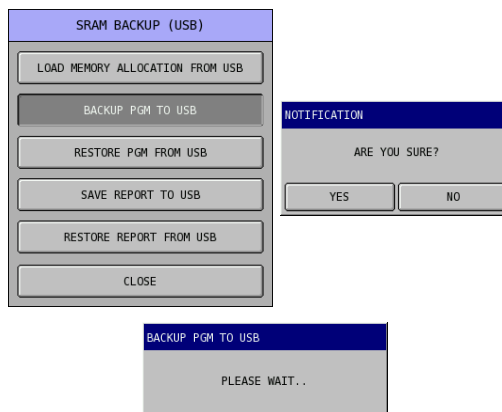 SRAM BACKUP (USB)
LOAD MEMORY ALLOCATION FROM USB
BACKUP PGM TO USB
RESTORE PGM FROM USB
SAVE REPORT TO USB
RESTORE REPORT FROM USB
CLOSE
NOTIFICATION
ARE YOU SURE?
YES NO
BACKUP PGM TO USB
PLEASE WAIT..